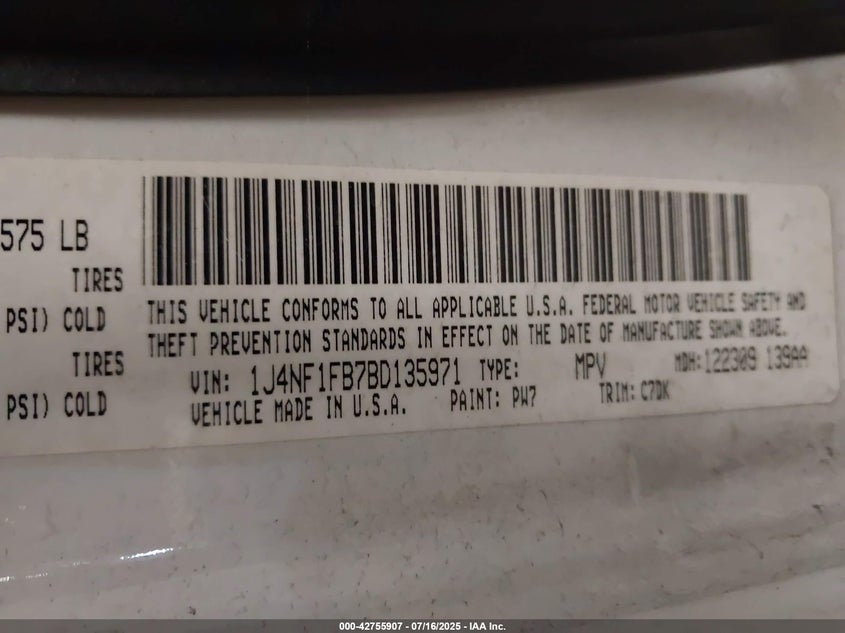 575 LB
TIRES
PSI) COLD
TIRES
PSI) COLD
THIS VEHICLE CONFORMS TO ALL APPLICABLE U.S.A. FEDERAL MOTOR VEHICLE SAFETY AND
THEFT PREVENTION STANDARDS IN EFFECT ON THE DATE OF MANUFACTURE SHOWN ABOVE.
VIN: 1J4NF1FB7BD135971 TYPE: MPV MDH:122309 139AA
VEHICLE MADE IN U.S.A. PAINT: PW7 TRIM: C7DK
000-42755907 - 07/16/2025 - IAA Inc.